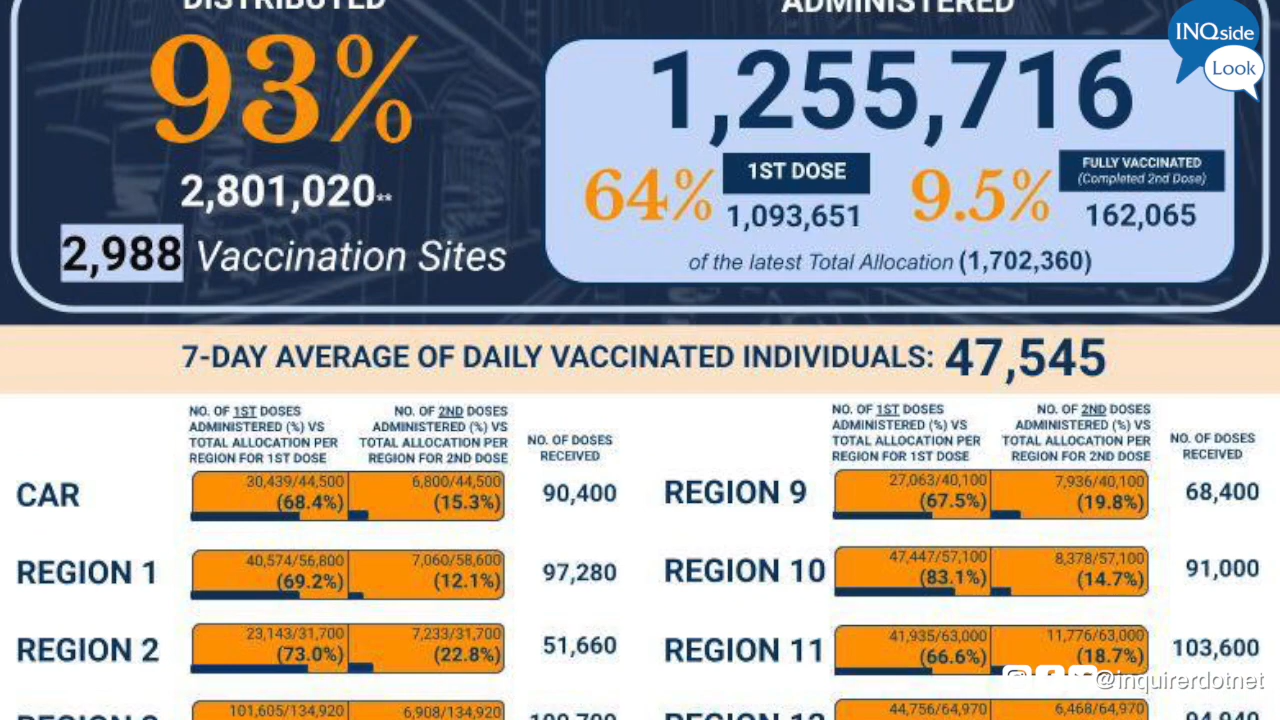 DISTRIBUTED
93%
2,801,020**
2,988 Vaccination Sites
ADMINISTERED
1,255,716
64% 1ST DOSE
1,093,651
9.5% FULLY VACCINATED
(Completed 2nd Dose)
162,065
of the latest Total Allocation (1,702,360)
INQside
Look
7-DAY AVERAGE OF DAILY VACCINATED INDIVIDUALS: 47,545
NO. OF 1ST DOSES
ADMINISTERED (%) VS
TOTAL ALLOCATION PER
REGION FOR 1ST DOSE
NO. OF 2ND DOSES
ADMINISTERED (%) VS
TOTAL ALLOCATION PER
REGION FOR 2ND DOSE
NO. OF DOSES
RECEIVED
CAR
30,439/44,500
(68.4%)
6,800/44,500
(15.3%)
90,400
REGION 1
40,574/56,800
(69.2%)
7,060/58,600
(12.1%)
97,280
REGION 2
23,143/31,700
(73.0%)
7,233/31,700
(22.8%)
51,660
101,605/134,920
6,908/134,920
NO. OF 1ST DOSES
ADMINISTERED (%) VS
TOTAL ALLOCATION PER
REGION FOR 1ST DOSE
NO. OF 2ND DOSES
ADMINISTERED (%) VS
TOTAL ALLOCATION PER
REGION FOR 2ND DOSE
NO. OF DOSES
RECEIVED
REGION 9
27,063/40,100
(67.5%)
7,936/40,100
(19.8%)
68,400
REGION 10
47,447/57,100
(83.1%)
8,378/57,100
(14.7%)
91,000
REGION 11
41,935/63,000
(66.6%)
11,776/63,000
(18.7%)
103,600
44,756/64,970
6,468/64,970
@inquirerdotnet